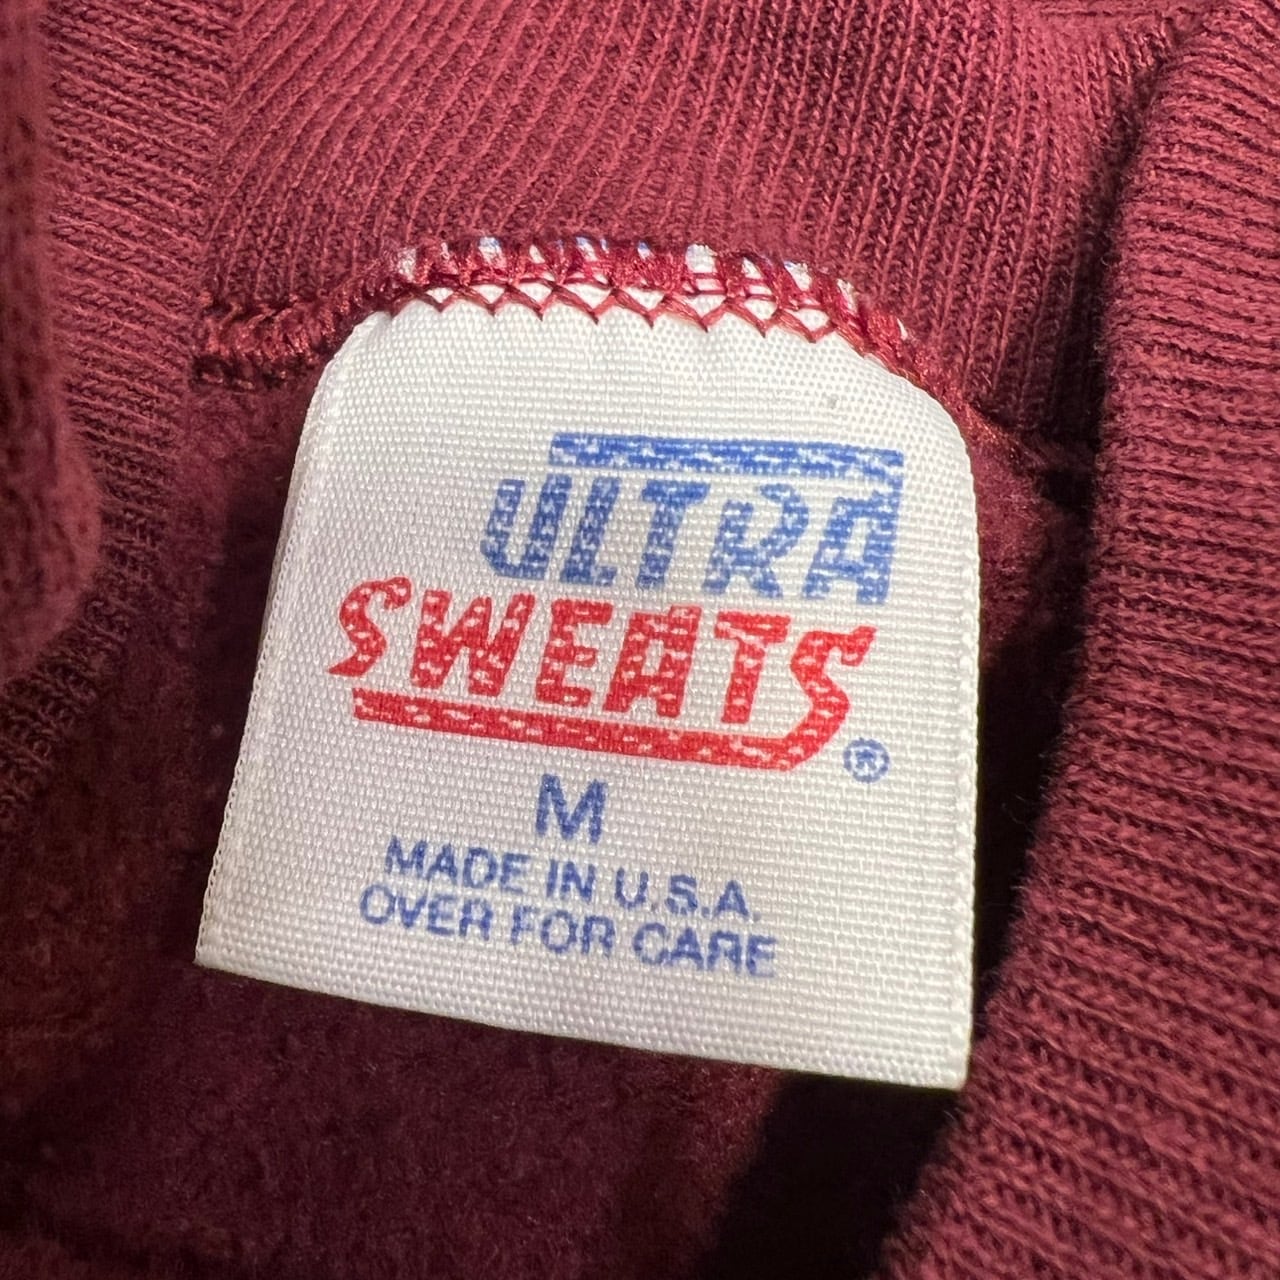 ULTRA
SWEATS®
M
MADE IN U.S.A.
OVER FOR CARE